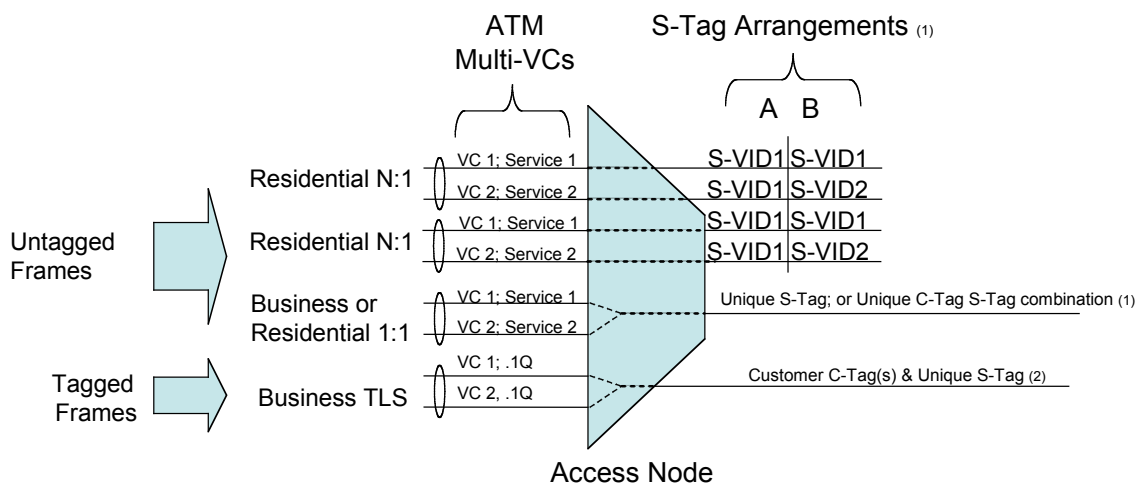 ATM
Multi-VCs
S-Tag Arrangements (1)
A B
Untagged
Frames
Residential N:1
VC 1; Service 1
S-VID1 S-VID1
VC 2; Service 2
S-VID1 S-VID2
Residential N:1
VC 1; Service 1
S-VID1 S-VID1
VC 2; Service 2
S-VID1 S-VID2
Business or
Residential 1:1
VC 1; Service 1
VC 2; Service 2
Unique S-Tag; or Unique C-Tag S-Tag combination (1)
Tagged
Frames
Business TLS
VC 1; .1Q
VC 2, .1Q
Customer C-Tag(s) & Unique S-Tag (2)
Access Node